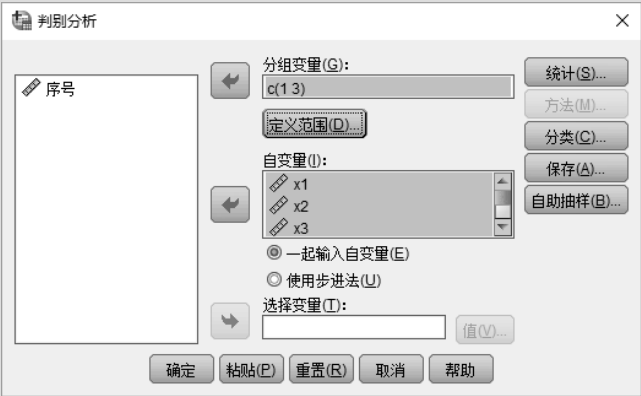 判别分析
序号
分组变量(G):
c(1 3)
定义范围(D)...
自变量(I):
x1
x2
x3
一起输入自变量(E)
使用步进法(U)
选择变量(T):
值(V)...
统计(S)...
方法(M)...
分类(C)...
保存(A)...
自助抽样(B)...
确定
粘贴(P)
重置(R)
取消
帮助